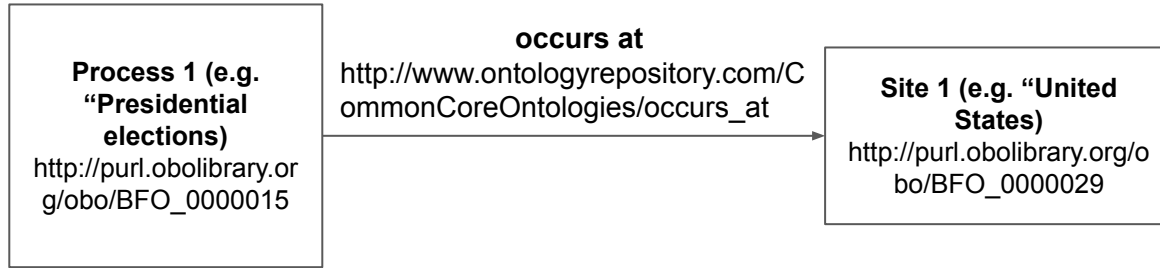 Process 1 (e.g.
“Presidential
elections)
http://purl.obolibrary.or
g/obo/BFO_0000015
occurs at
http://www.ontologyrepository.com/C
ommonCoreOntologies/occurs_at
Site 1 (e.g. “United
States)
http://purl.obolibrary.org/o
bo/BFO_0000029